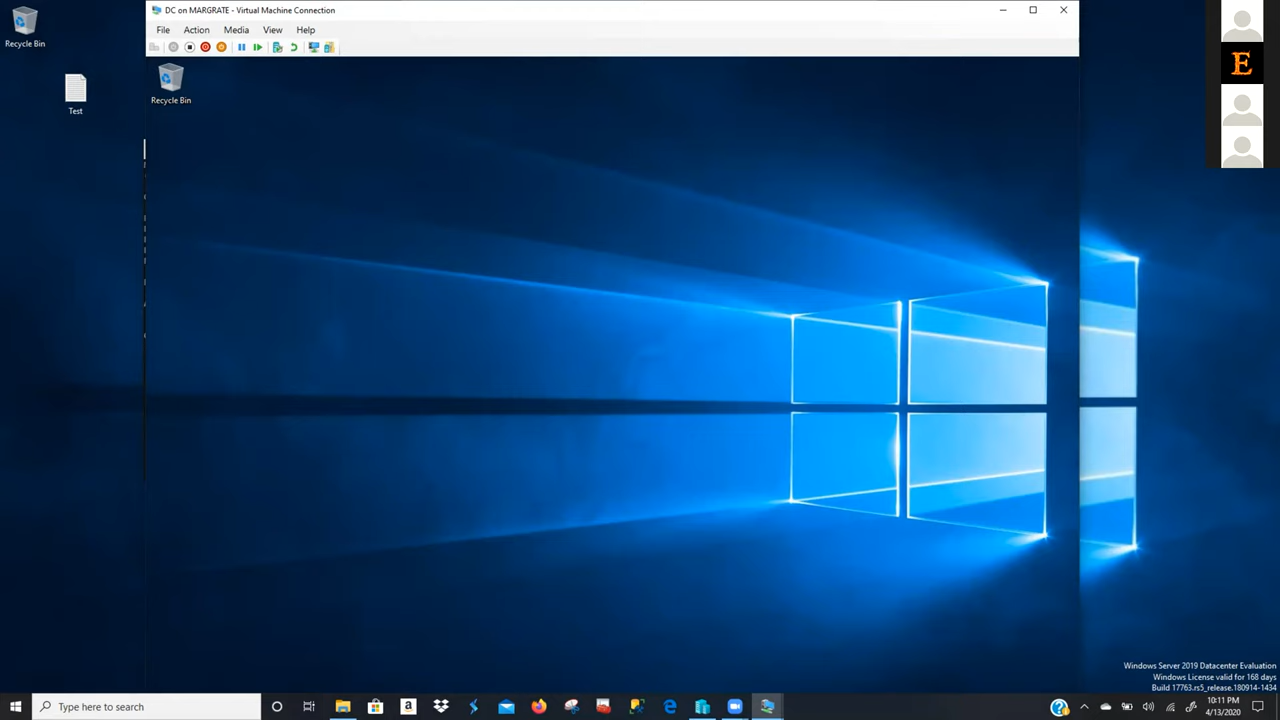 DC on MARGRATE - Virtual Machine Connection
File Action Media View Help
Recycle Bin
Test
Recycle Bin
E
Windows Server 2019 Datacenter Evaluation
Windows License valid for 168 days
Build 17763.rs5_release.180914-1434
Type here to search
a
10:11 PM
4/13/2020